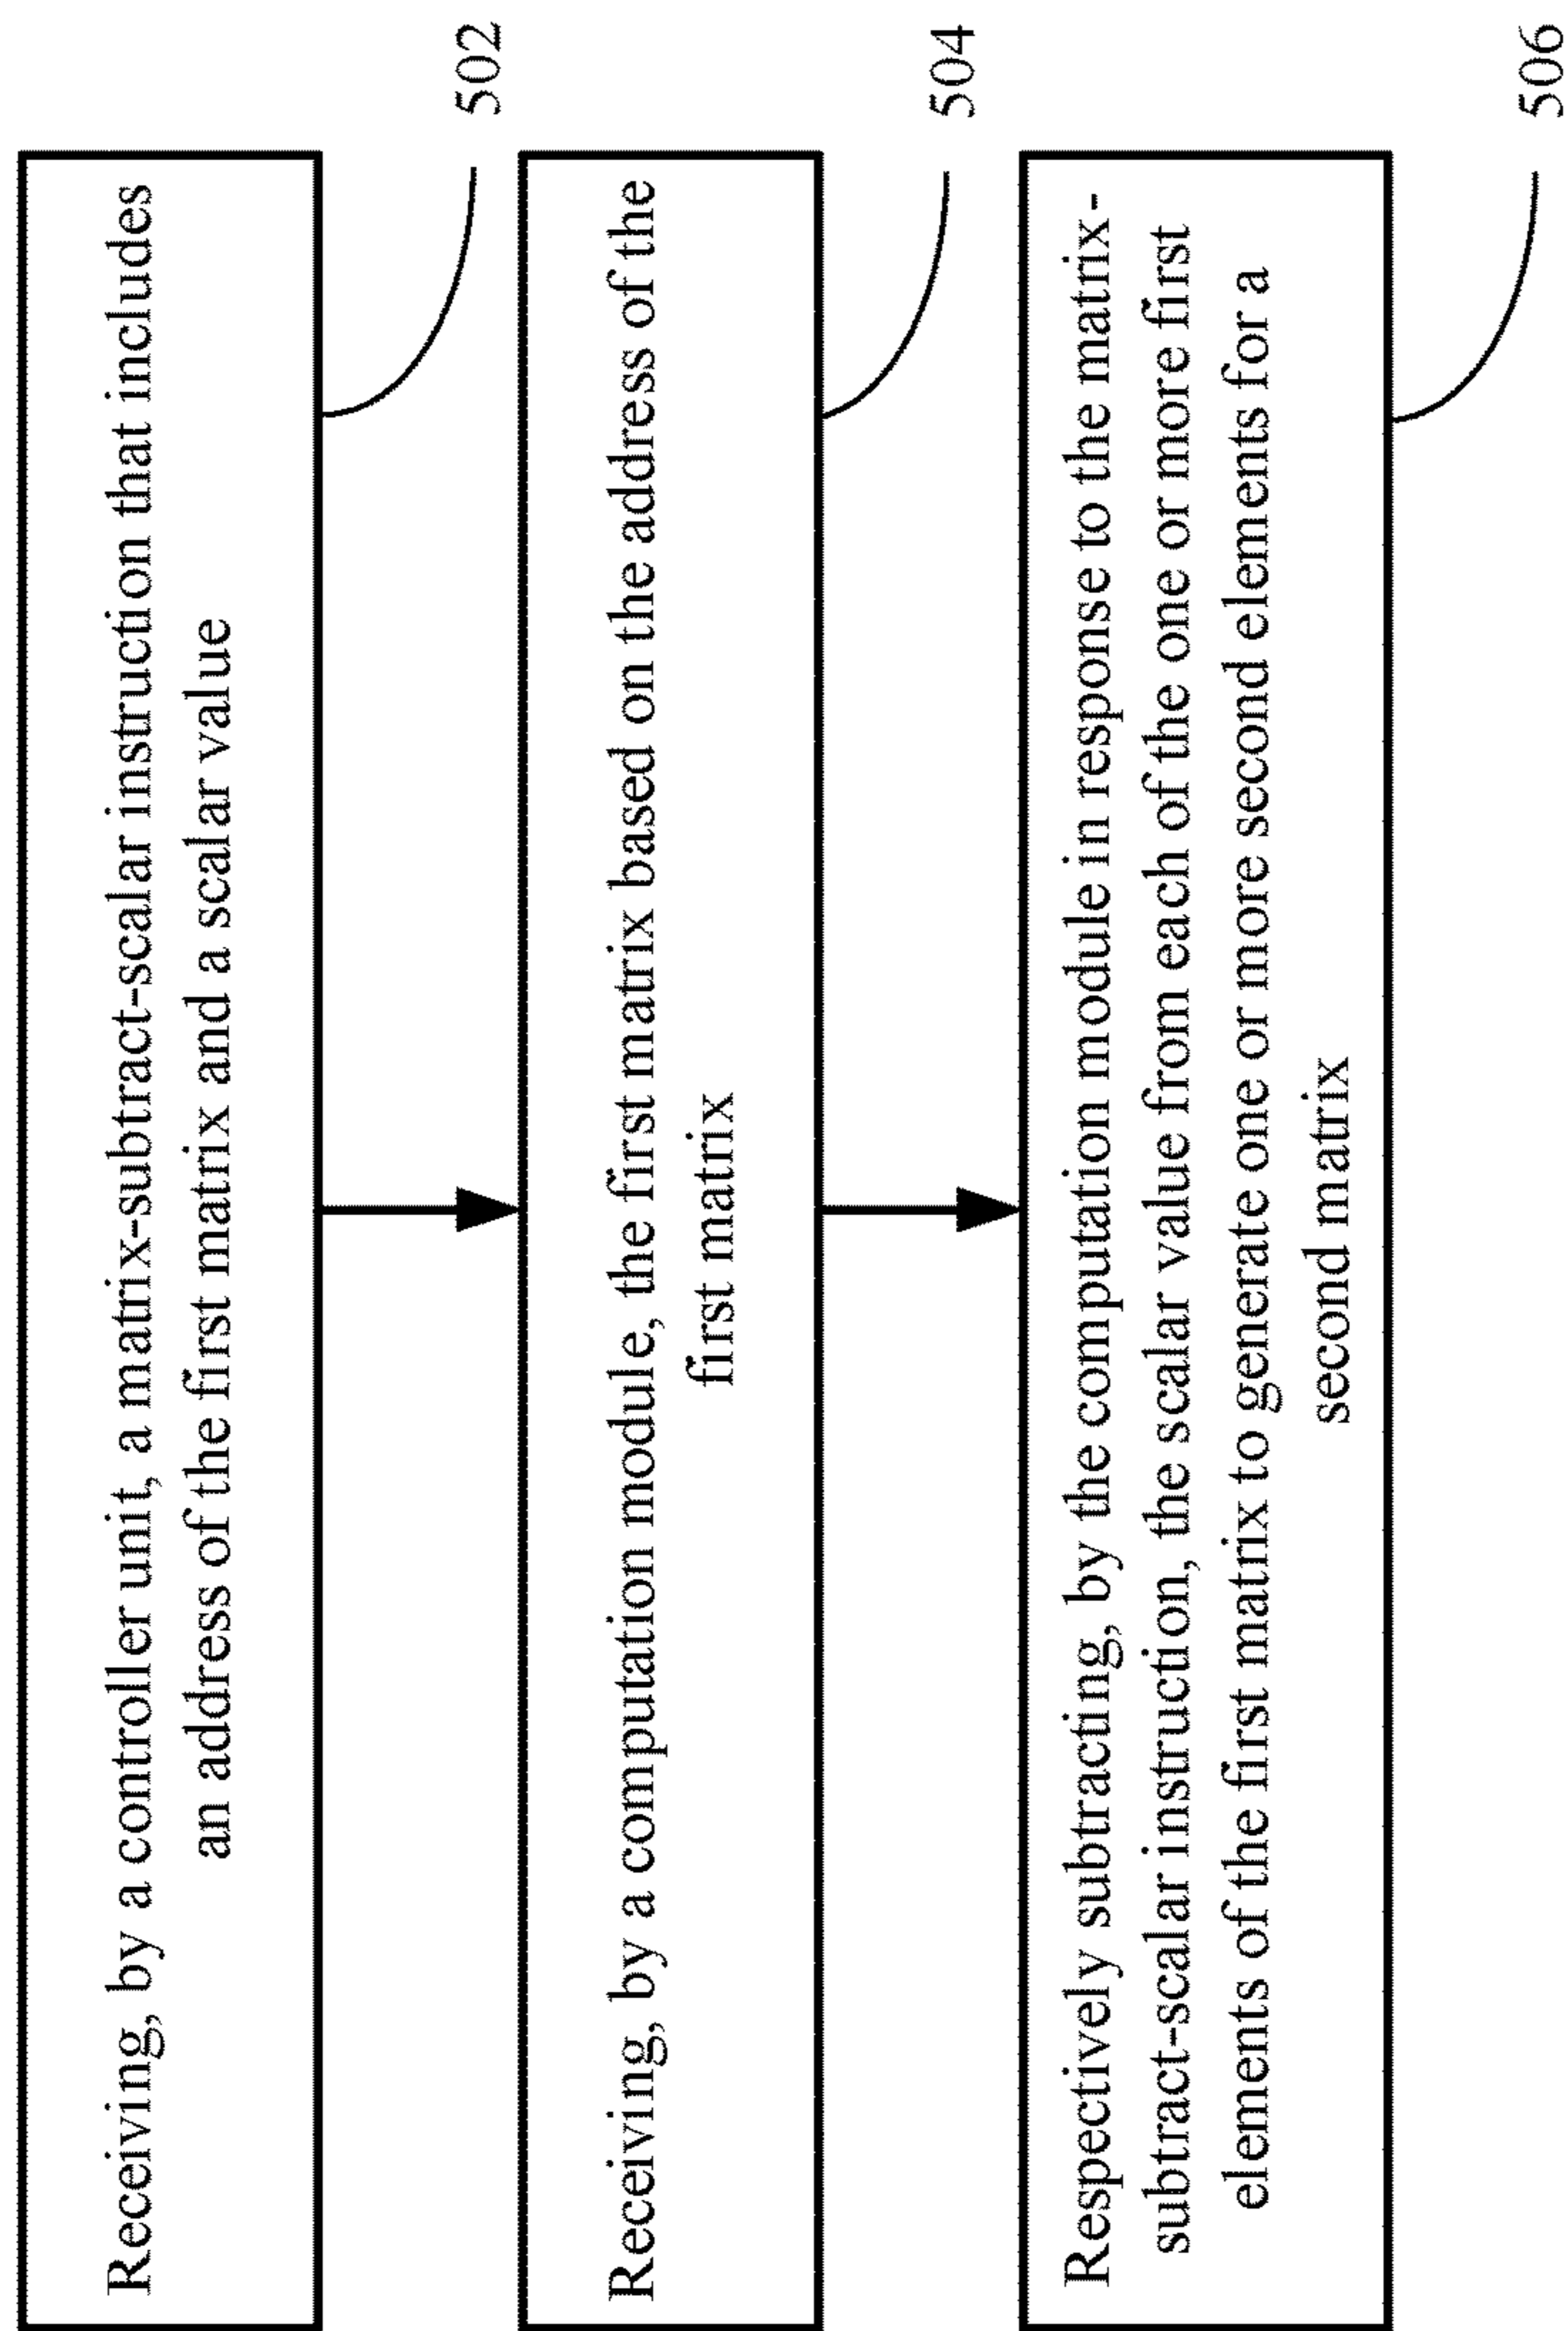 Receiving, by a controller unit, a matrix-subtract-scalar instruction that includes
an address of the first matrix and a scalar value
502
Receiving, by a computation module, the first matrix based on the address of the
first matrix
504
Respectively subtracting, by the computation module in response to the matrix-
subtract-scalar instruction, the scalar value from each of the one or more first
elements of the first matrix to generate one or more second elements for a
second matrix
506